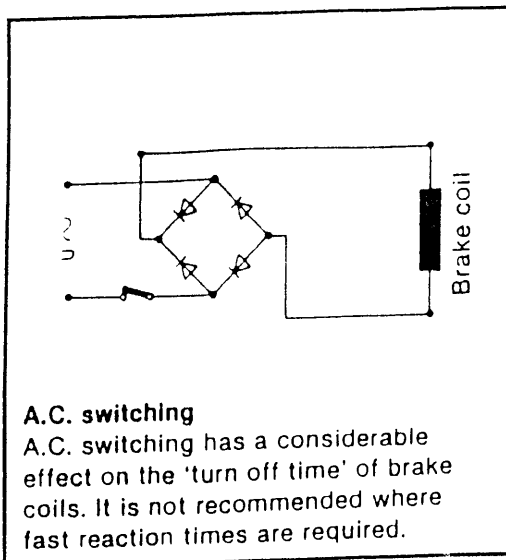 Brake coil
A.C. switching
A.C. switching has a considerable
effect on the 'turn off time' of brake
coils. It is not recommended where
fast reaction times are required.